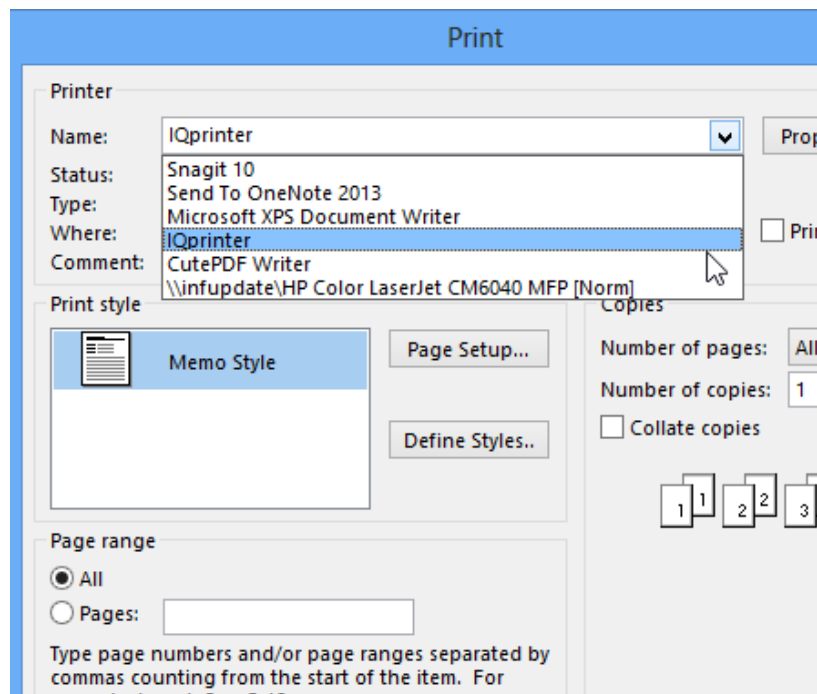 Print
Printer
Name: IQprinter Prop
Status: Snagit 10
Send To OneNote 2013
Type: Microsoft XPS Document Writer
Where: IQprinter Prin
CutePDF Writer
Comment: \\infupdate\HP Color LaserJet CM6040 MFP [Norm]
Print style
Memo Style
Page Setup...
Define Styles..
Copies
Number of pages: All
Number of copies: 1
Collate copies
1 1 2 2 3
Page range
All
Pages:
Type page numbers and/or page ranges separated by
commas counting from the start of the item. For